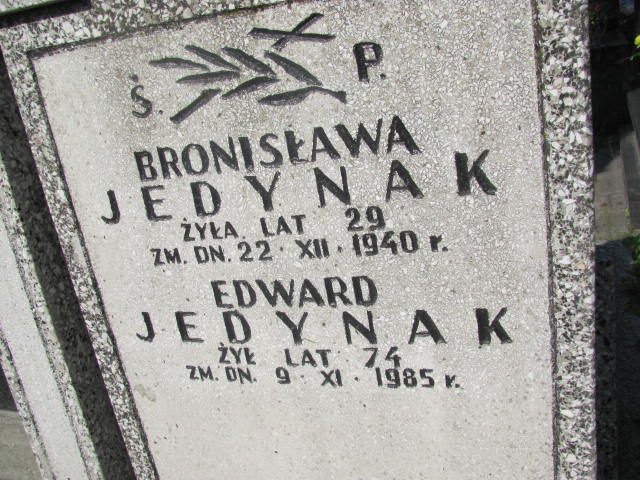 Ś. P.
BRONISŁAWA
JEDYNAK
ŻYŁA. LAT 29
ZM. DN. 22 · XII · 1940 r.
EDWARD
JEDYNAK
ŻYŁ LAT 74
ZM. DN. 9 · XI · 1985 r.